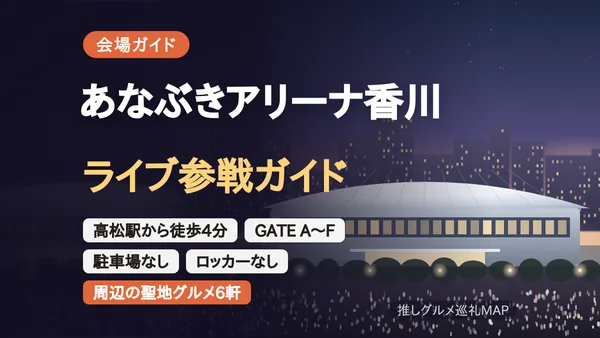 会場ガイド
あなぶきアリーナ香川
ライブ参戦ガイド
高松駅から徒歩4分 GATE A〜F
駐車場なし ロッカーなし
周辺の聖地グルメ6軒
推しグルメ巡礼MAP